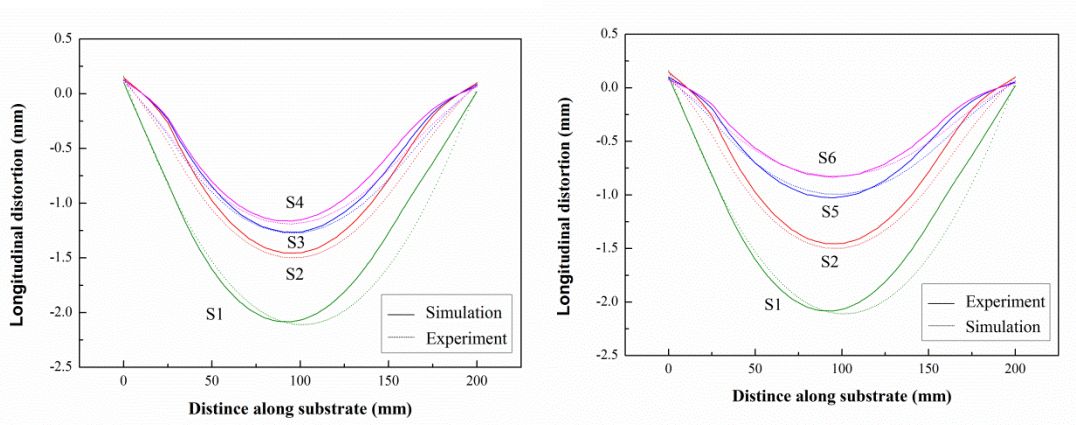 Longitudinal distortion (mm)
0.5
0.0
-0.5
-1.0
-1.5
-2.0
-2.5
S4
S3
S2
S1
Simulation
Experiment
0
50
100
150
200
Distince along substrate (mm)
Longitudinal distortion (mm)
0.5
0.0
-0.5
-1.0
-1.5
-2.0
-2.5
S6
S5
S2
S1
Experiment
Simulation
0
50
100
150
200
Distince along substrate (mm)